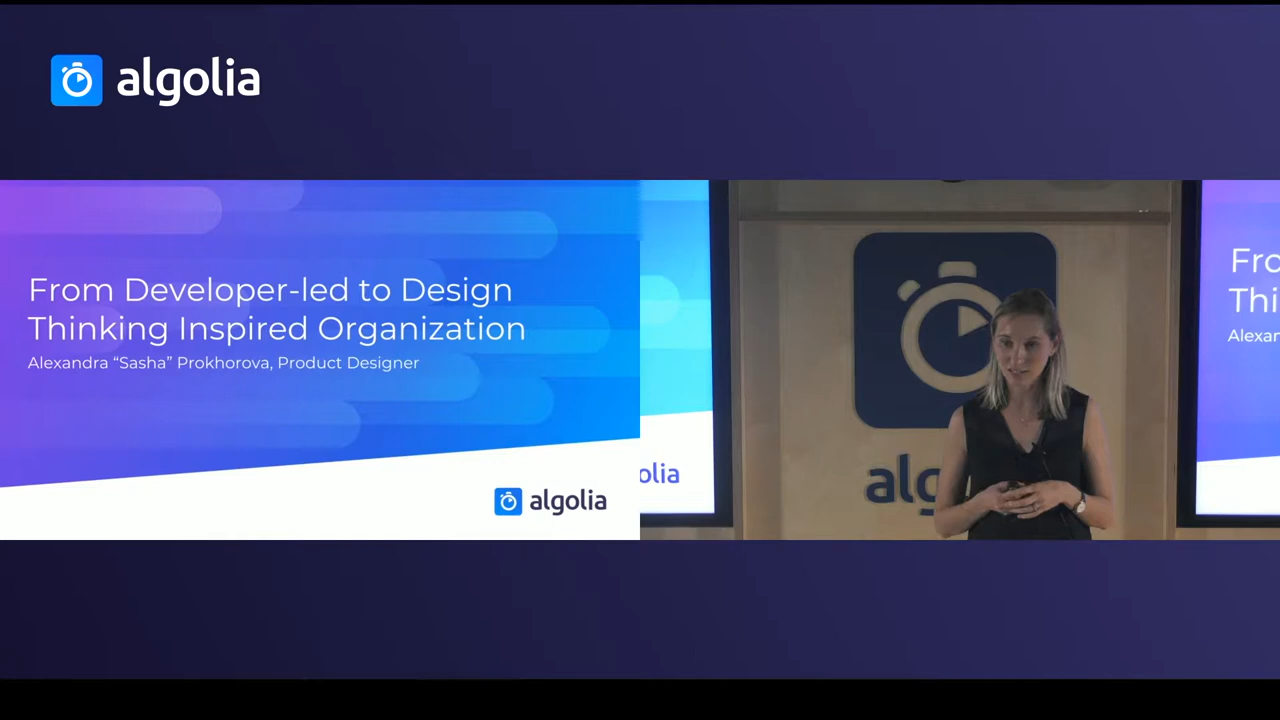 algolia
From Developer-led to Design
Thinking Inspired Organization
Alexandra “Sasha” Prokhorova, Product Designer
algolia
olia
alg
Fro
Thi
Alexan